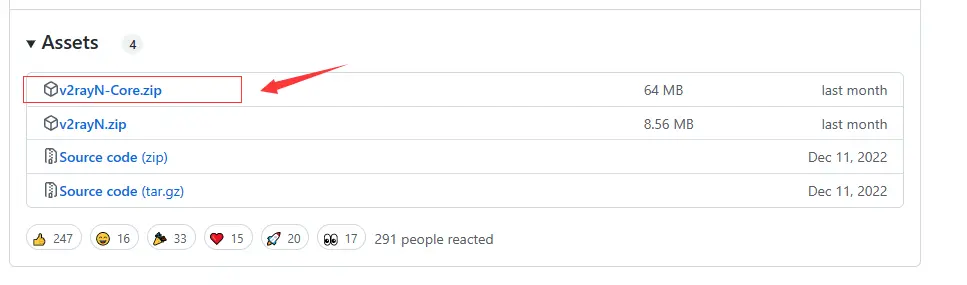 Assets 4
v2rayN-Core.zip 64 MB last month
v2rayN.zip 8.56 MB last month
Source code (zip) Dec 11, 2022
Source code (tar.gz) Dec 11, 2022
247 16 33 15 20 17 291 people reacted